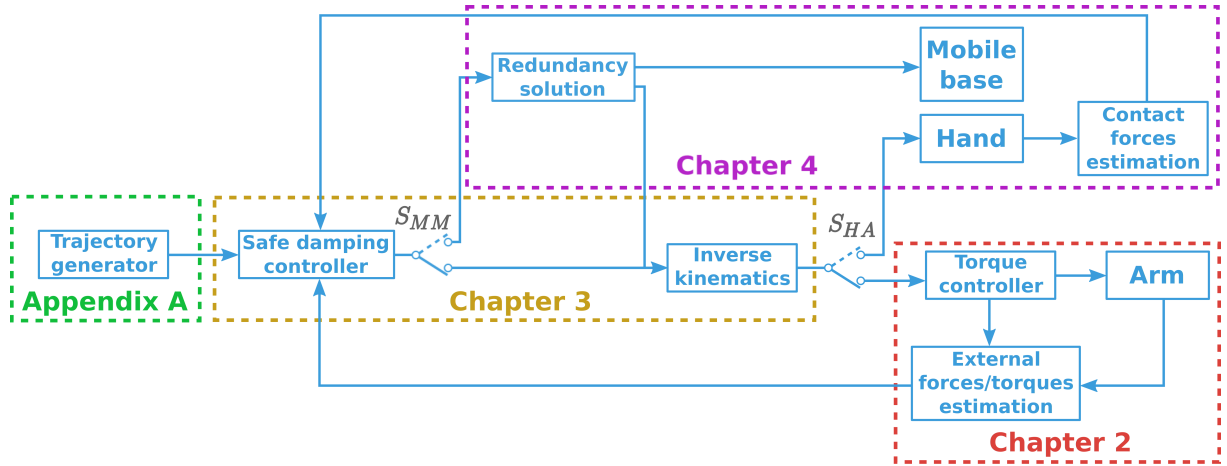 Redundancy
solution
Mobile
base
Hand
Contact
forces
estimation
Chapter 4
Trajectory
generator
Appendix A
Safe damping
controller
S_MM
Inverse
kinematics
Chapter 3
S_HA
Torque
controller
Arm
External
forces/torques
estimation
Chapter 2